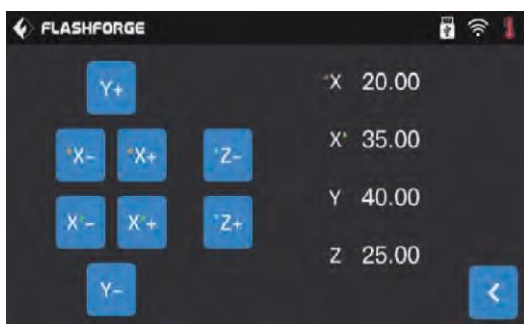 FLASHFORGE
Y+
•X 20.00
•X- •X+ Z-
X• 35.00
X•- X•+ Z+
Y 40.00
Y-
Z 25.00